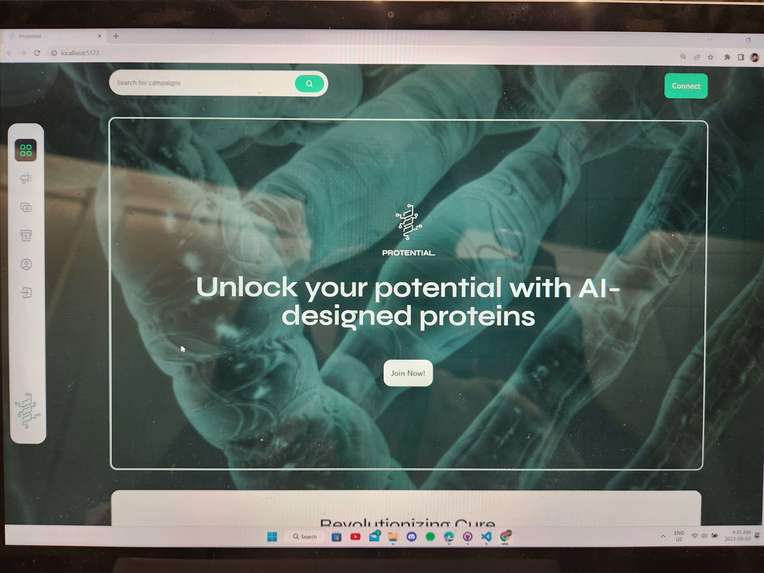 Protential
localhost:5173
Search for campaigns
Connect
PROTENTIAL.
Unlock your potential with AI-
designed proteins
Join Now!
Revolutionizing Cure
Search
ENG